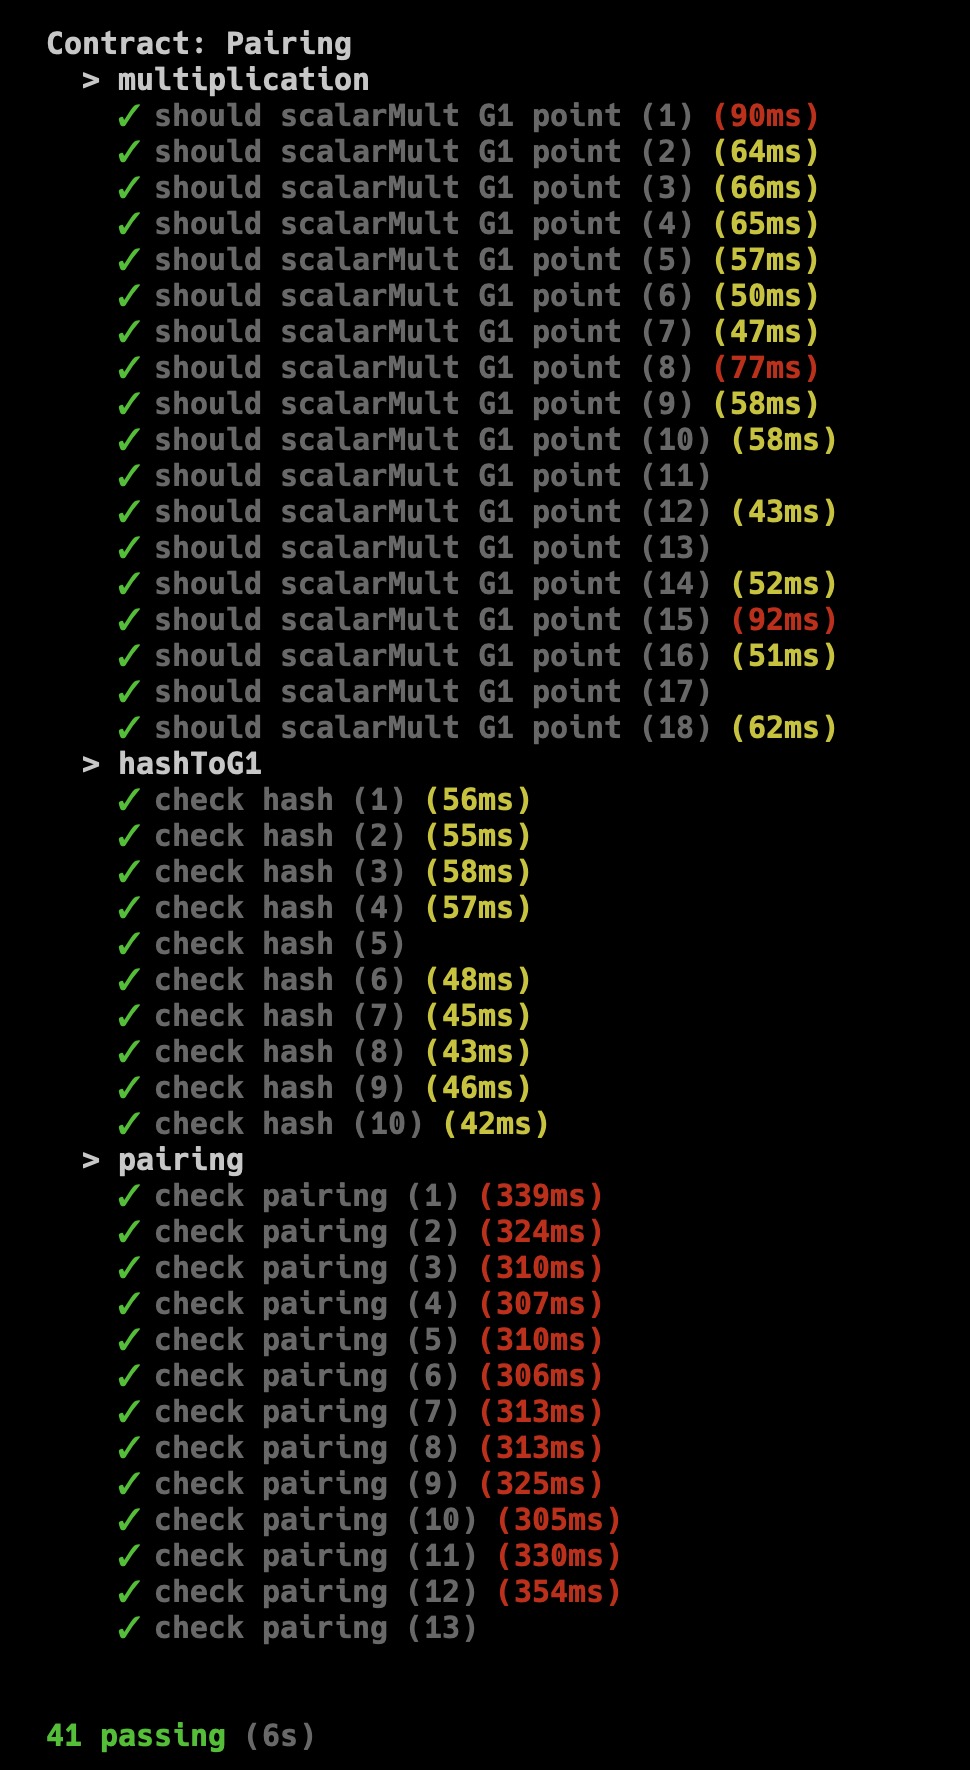 Contract: Pairing
> multiplication
✓ should scalarMult G1 point (1) (90ms)
✓ should scalarMult G1 point (2) (64ms)
✓ should scalarMult G1 point (3) (66ms)
✓ should scalarMult G1 point (4) (65ms)
✓ should scalarMult G1 point (5) (57ms)
✓ should scalarMult G1 point (6) (50ms)
✓ should scalarMult G1 point (7) (47ms)
✓ should scalarMult G1 point (8) (77ms)
✓ should scalarMult G1 point (9) (58ms)
✓ should scalarMult G1 point (10) (58ms)
✓ should scalarMult G1 point (11)
✓ should scalarMult G1 point (12) (43ms)
✓ should scalarMult G1 point (13)
✓ should scalarMult G1 point (14) (52ms)
✓ should scalarMult G1 point (15) (92ms)
✓ should scalarMult G1 point (16) (51ms)
✓ should scalarMult G1 point (17)
✓ should scalarMult G1 point (18) (62ms)
> hashToG1
✓ check hash (1) (56ms)
✓ check hash (2) (55ms)
✓ check hash (3) (58ms)
✓ check hash (4) (57ms)
✓ check hash (5)
✓ check hash (6) (48ms)
✓ check hash (7) (45ms)
✓ check hash (8) (43ms)
✓ check hash (9) (46ms)
✓ check hash (10) (42ms)
> pairing
✓ check pairing (1) (339ms)
✓ check pairing (2) (324ms)
✓ check pairing (3) (310ms)
✓ check pairing (4) (307ms)
✓ check pairing (5) (310ms)
✓ check pairing (6) (306ms)
✓ check pairing (7) (313ms)
✓ check pairing (8) (313ms)
✓ check pairing (9) (325ms)
✓ check pairing (10) (305ms)
✓ check pairing (11) (330ms)
✓ check pairing (12) (354ms)
✓ check pairing (13)
41 passing (6s)